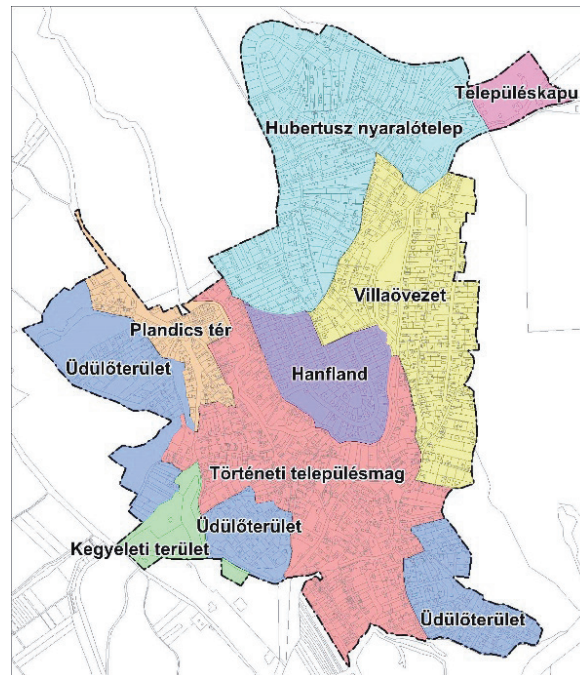 Településkapu
Hubertusz nyaralótelep
Villaövezet
Plandics tér
Üdülőterület
Hanfland
Történeti településmag
Üdülőterület
Kegyeleti terület
Üdülőterület